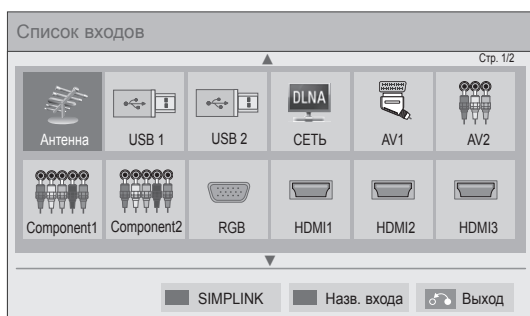 Список входов
Стр. 1/2
DLNA
Антенна USB 1 USB 2 СЕТЬ AV1 AV2
Component1 Component2 RGB HDMI1 HDMI2 HDMI3
SIMPLINK Назв. входа Выход